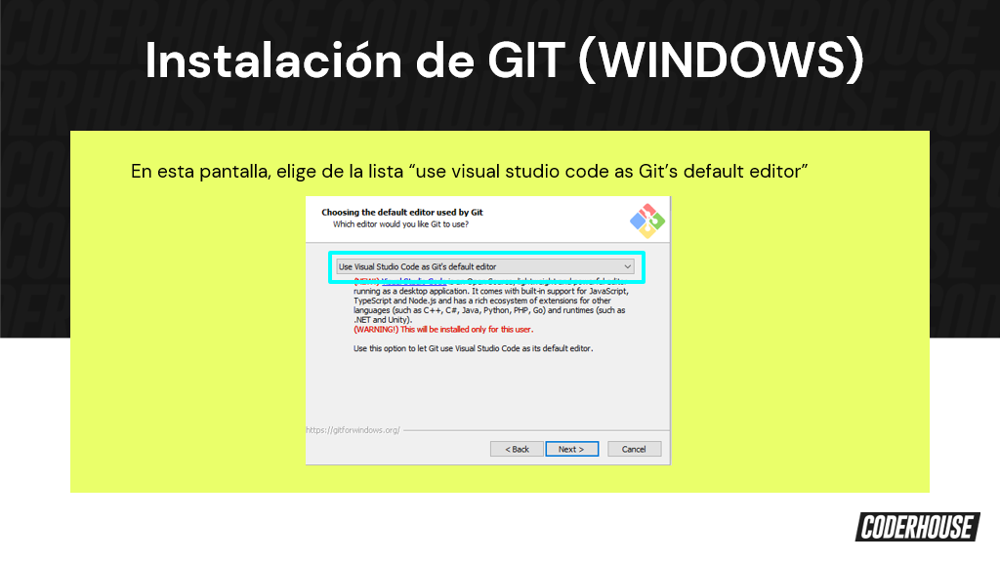 Instalación de GIT (WINDOWS)
En esta pantalla, elige de la lista “use visual studio code as Git’s default editor”
Choosing the default editor used by Git
Which editor would you like Git to use?
Use Visual Studio Code as Git's default editor
running as a desktop application. It comes with built-in support for JavaScript,
TypeScript and Node.js and has a rich ecosystem of extensions for other
languages (such as C++, C#, Java, Python, PHP, Go) and runtimes (such as
.NET and Unity).
(WARNING!) This will be installed only for this user.
Use this option to let Git use Visual Studio Code as its default editor.
https://gitforwindows.org/
< Back
Next >
Cancel
CODERHOUSE